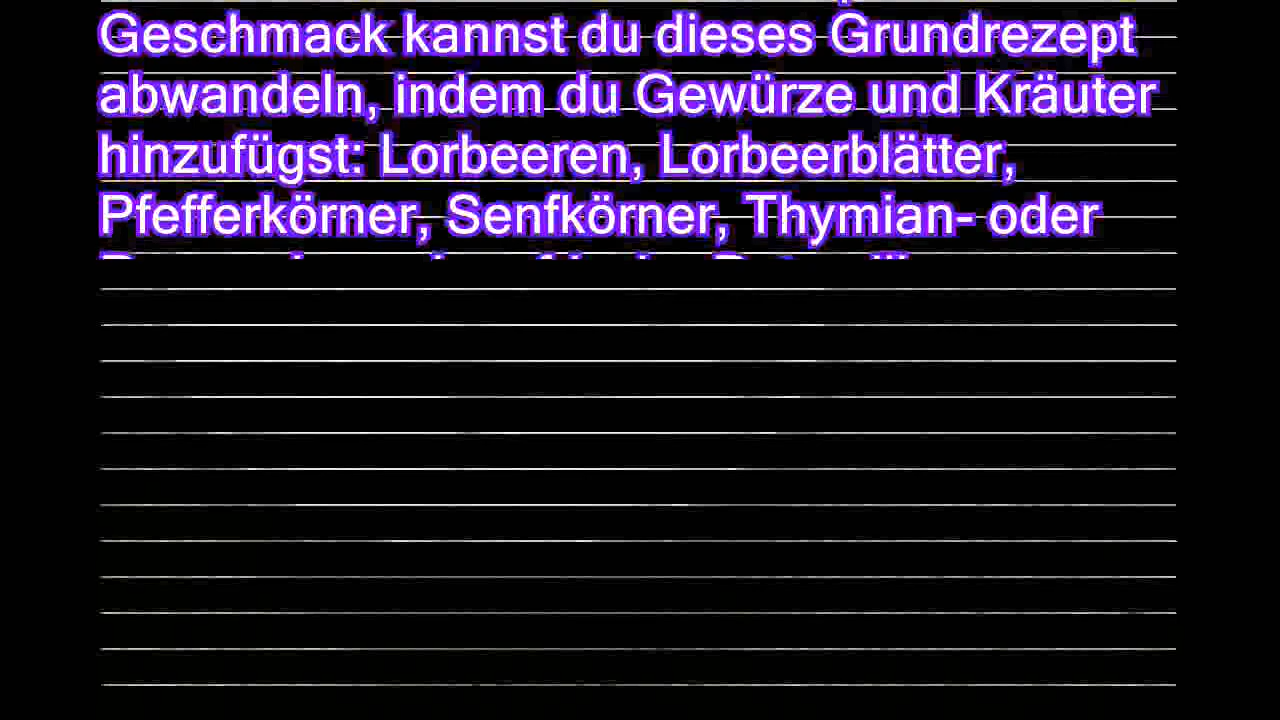 Geschmack kannst du dieses Grundrezept
abwandeln, indem du Gewürze und Kräuter
hinzufügst: Lorbeeren, Lorbeerblätter,
Pfefferkörner, Senfkörner, Thymian- oder